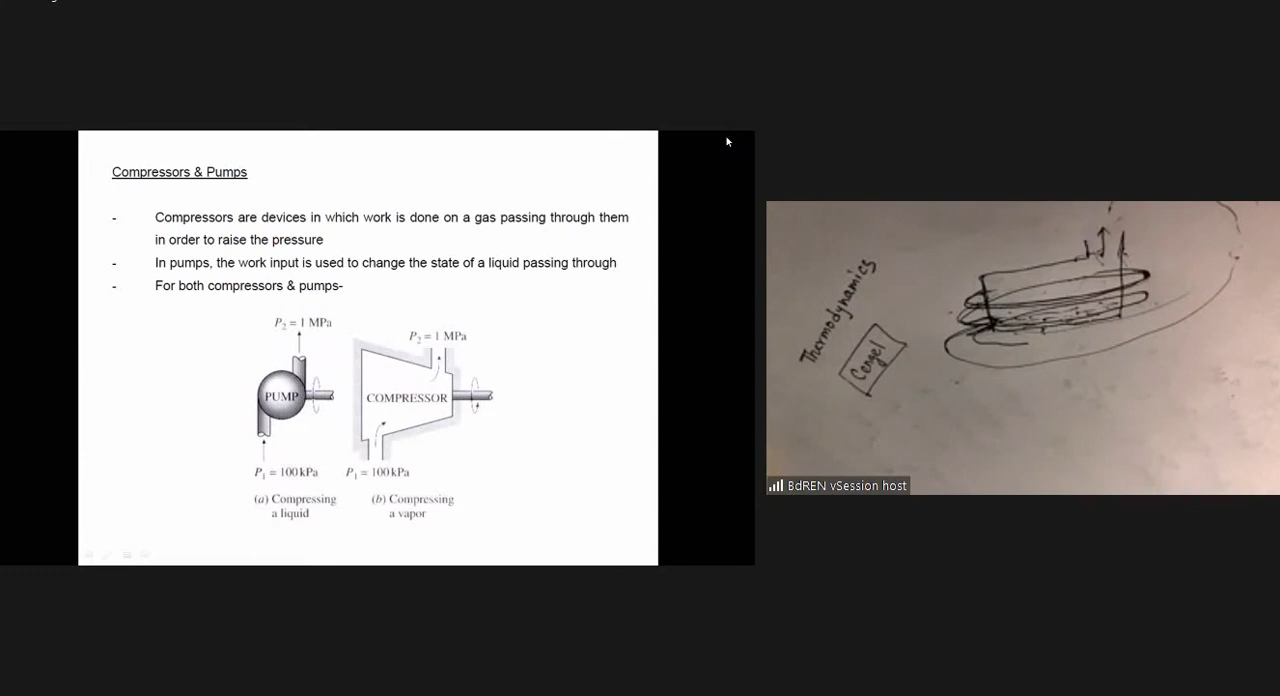 Compressors & Pumps
- Compressors are devices in which work is done on a gas passing through them
in order to raise the pressure
- In pumps, the work input is used to change the state of a liquid passing through
- For both compressors & pumps-
P₂ = 1 MPa
P₂ = 1 MPa
PUMP
COMPRESSOR
P₁ = 100 kPa
P₁ = 100 kPa
(a) Compressing
a liquid
(b) Compressing
a vapor
Thermodynamics
Cengel
BdREN vSession host